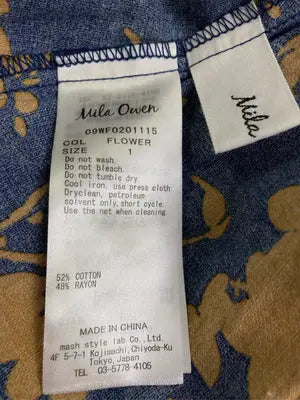 Mila Owen
09WF0201115
COL FLOWER
SIZE 1
Do not wash.
Do not bleach.
Do not tumble dry.
Cool iron, use press cloth.
Dryclean, petroleum
solvent only, short cycle.
Use the net when cleaning.
52% COTTON
48% RAYON
MADE IN CHINA
mash style lab Co., Ltd.
4F 5-7-1 Kojimachi, Chiyoda-Ku
Tokyo, Japan
TEL 03-5778-4105
Mila